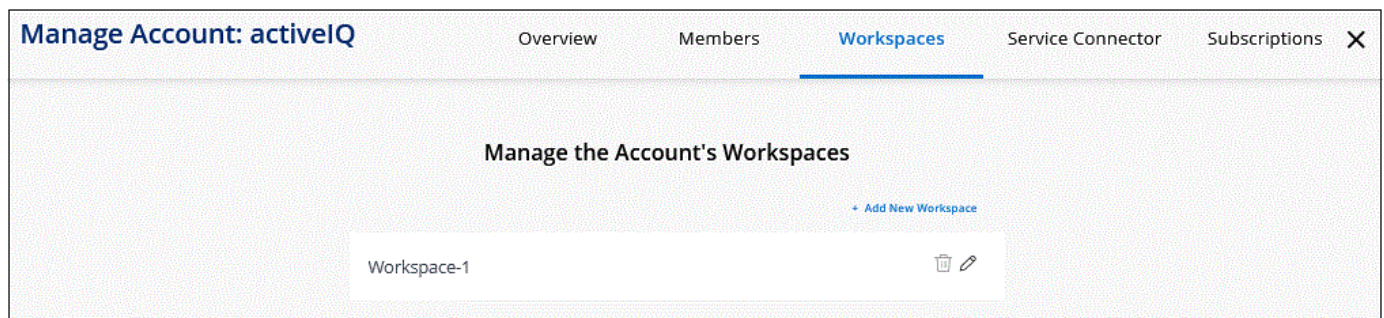 Manage Account: activeIQ
Overview Members Workspaces Service Connector Subscriptions
Manage the Account's Workspaces
+ Add New Workspace
Workspace-1